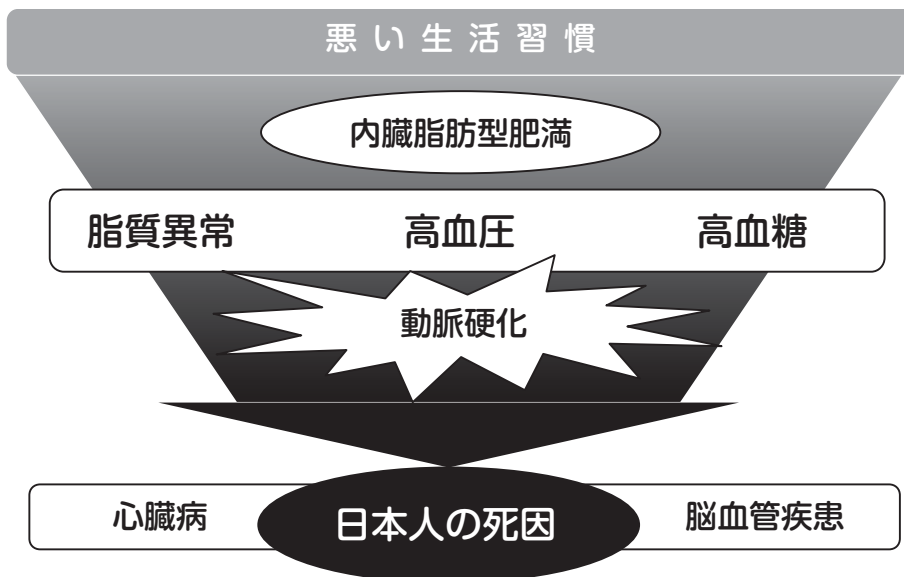 悪い生活習慣
内臓脂肪型肥満
脂質異常 高血圧 高血糖
動脈硬化
心臓病 日本人の死因 脳血管疾患